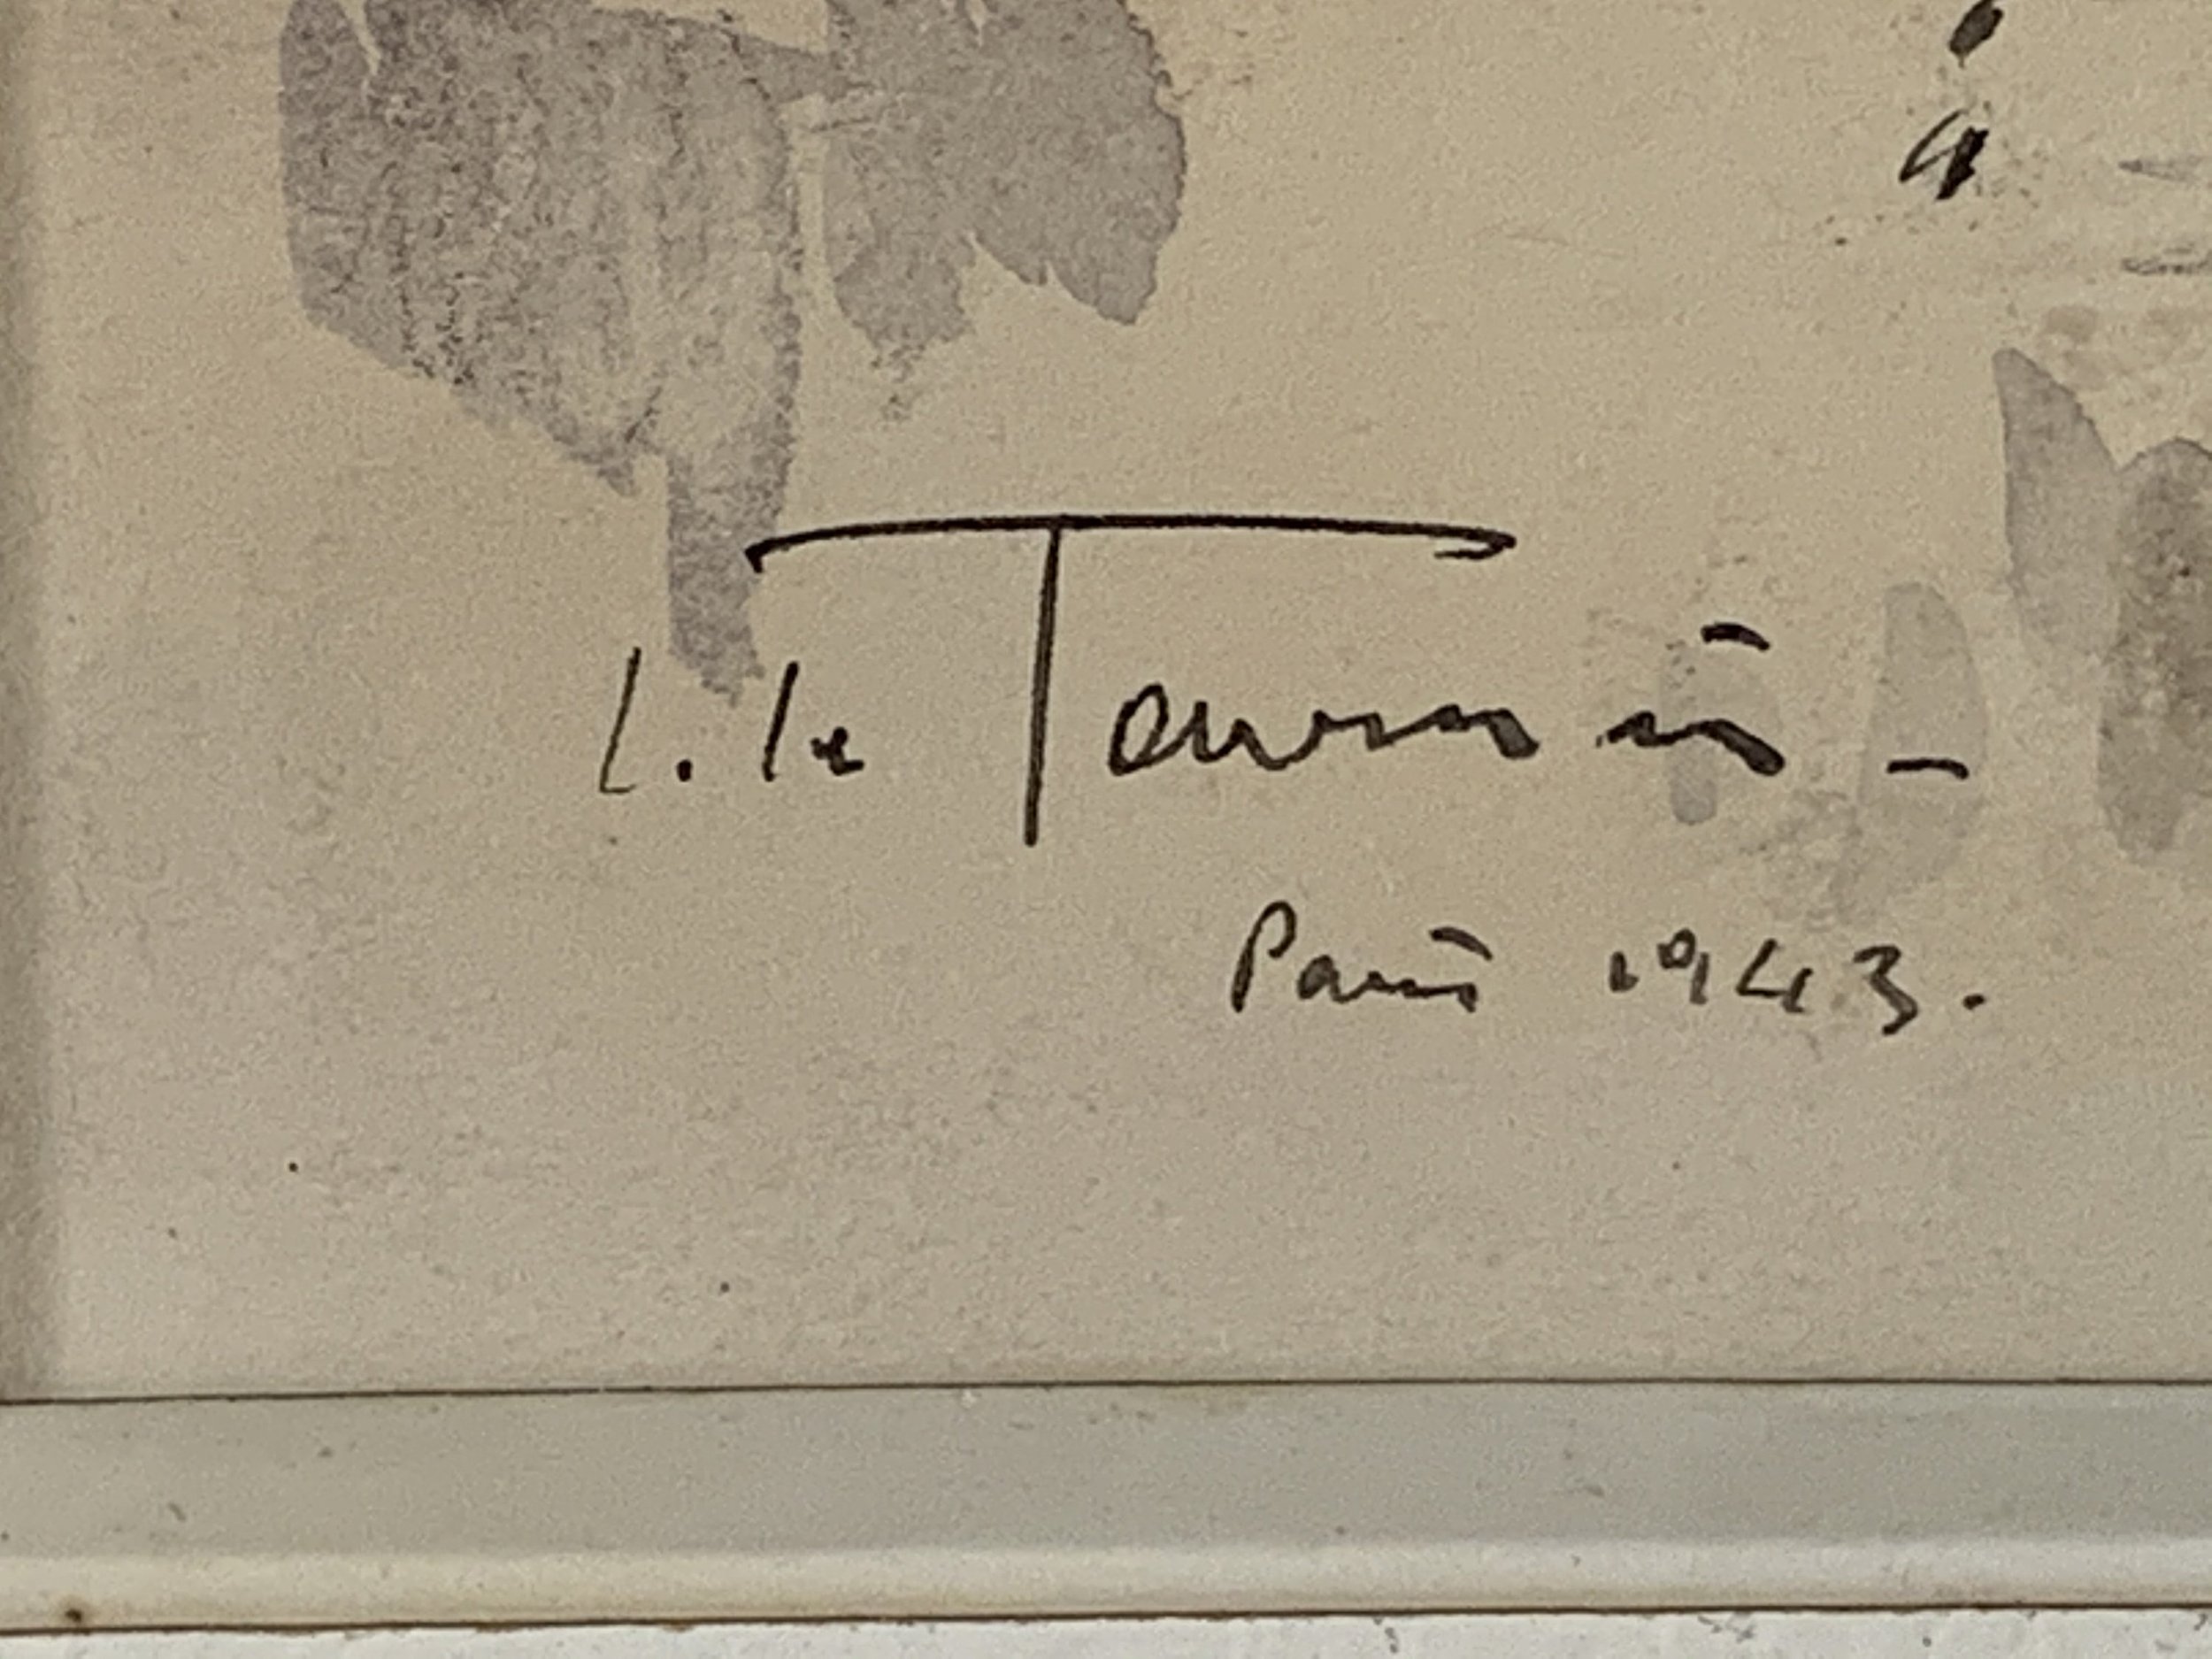 L. le Tournier -
Paris 1943.